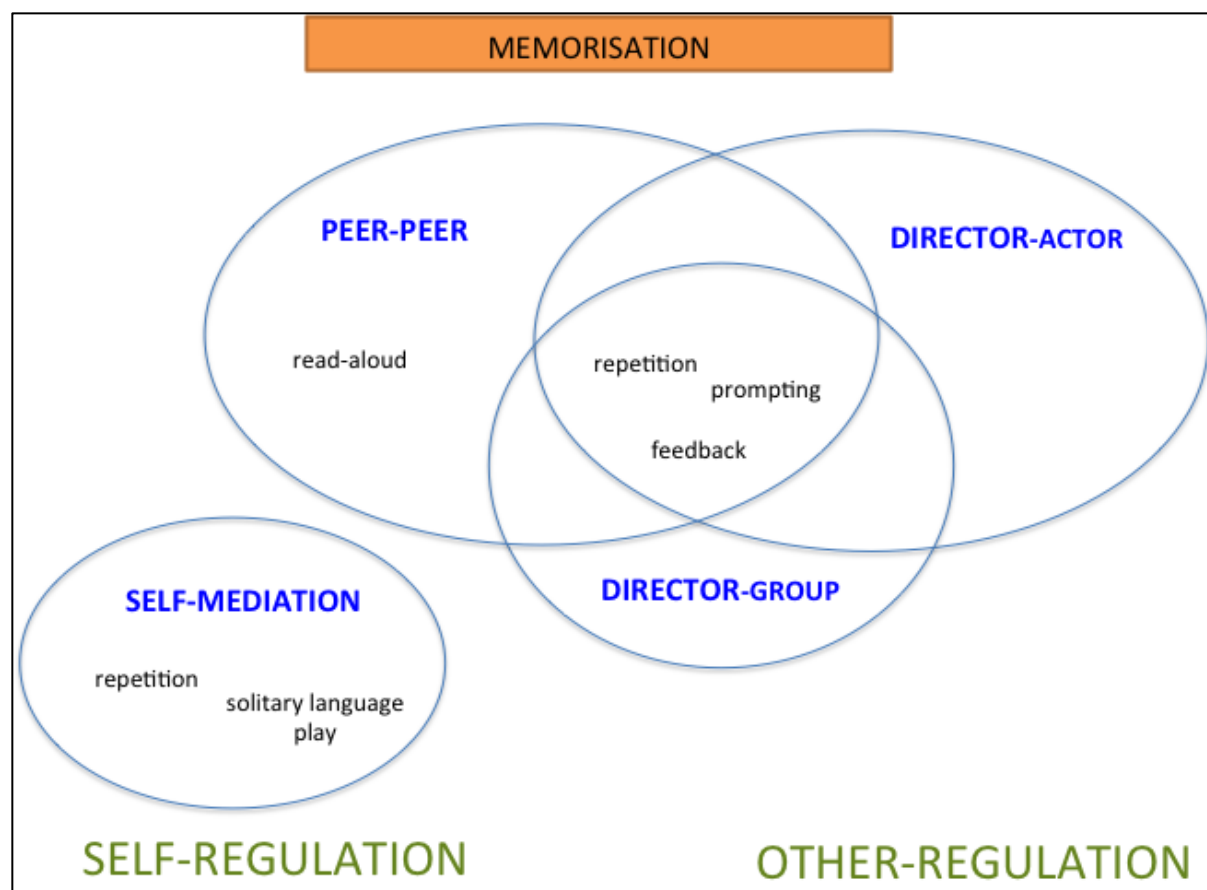 MEMORISATION
PEER-PEER
DIRECTOR-ACTOR
read-aloud
repetition
prompting
feedback
DIRECTOR-GROUP
SELF-MEDIATION
repetition
solitary language
play
SELF-REGULATION
OTHER-REGULATION